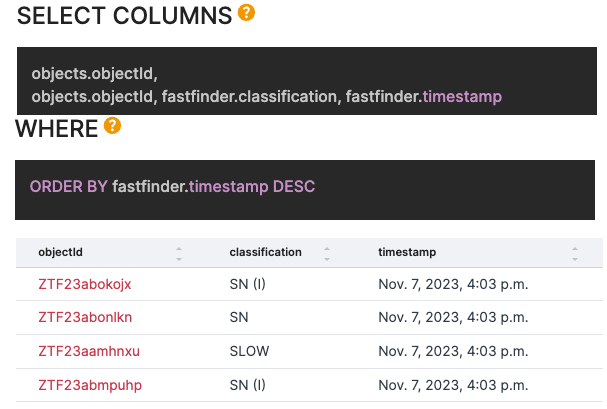 SELECT COLUMNS ?
objects.objectId,
objects.objectId, fastfinder.classification, fastfinder.timestamp
WHERE ?
ORDER BY fastfinder.timestamp DESC
objectId classification timestamp
ZTF23abokojx SN (I) Nov. 7, 2023, 4:03 p.m.
ZTF23abonlkn SN Nov. 7, 2023, 4:03 p.m.
ZTF23aamhnxu SLOW Nov. 7, 2023, 4:03 p.m.
ZTF23abmpuhp SN (I) Nov. 7, 2023, 4:03 p.m.